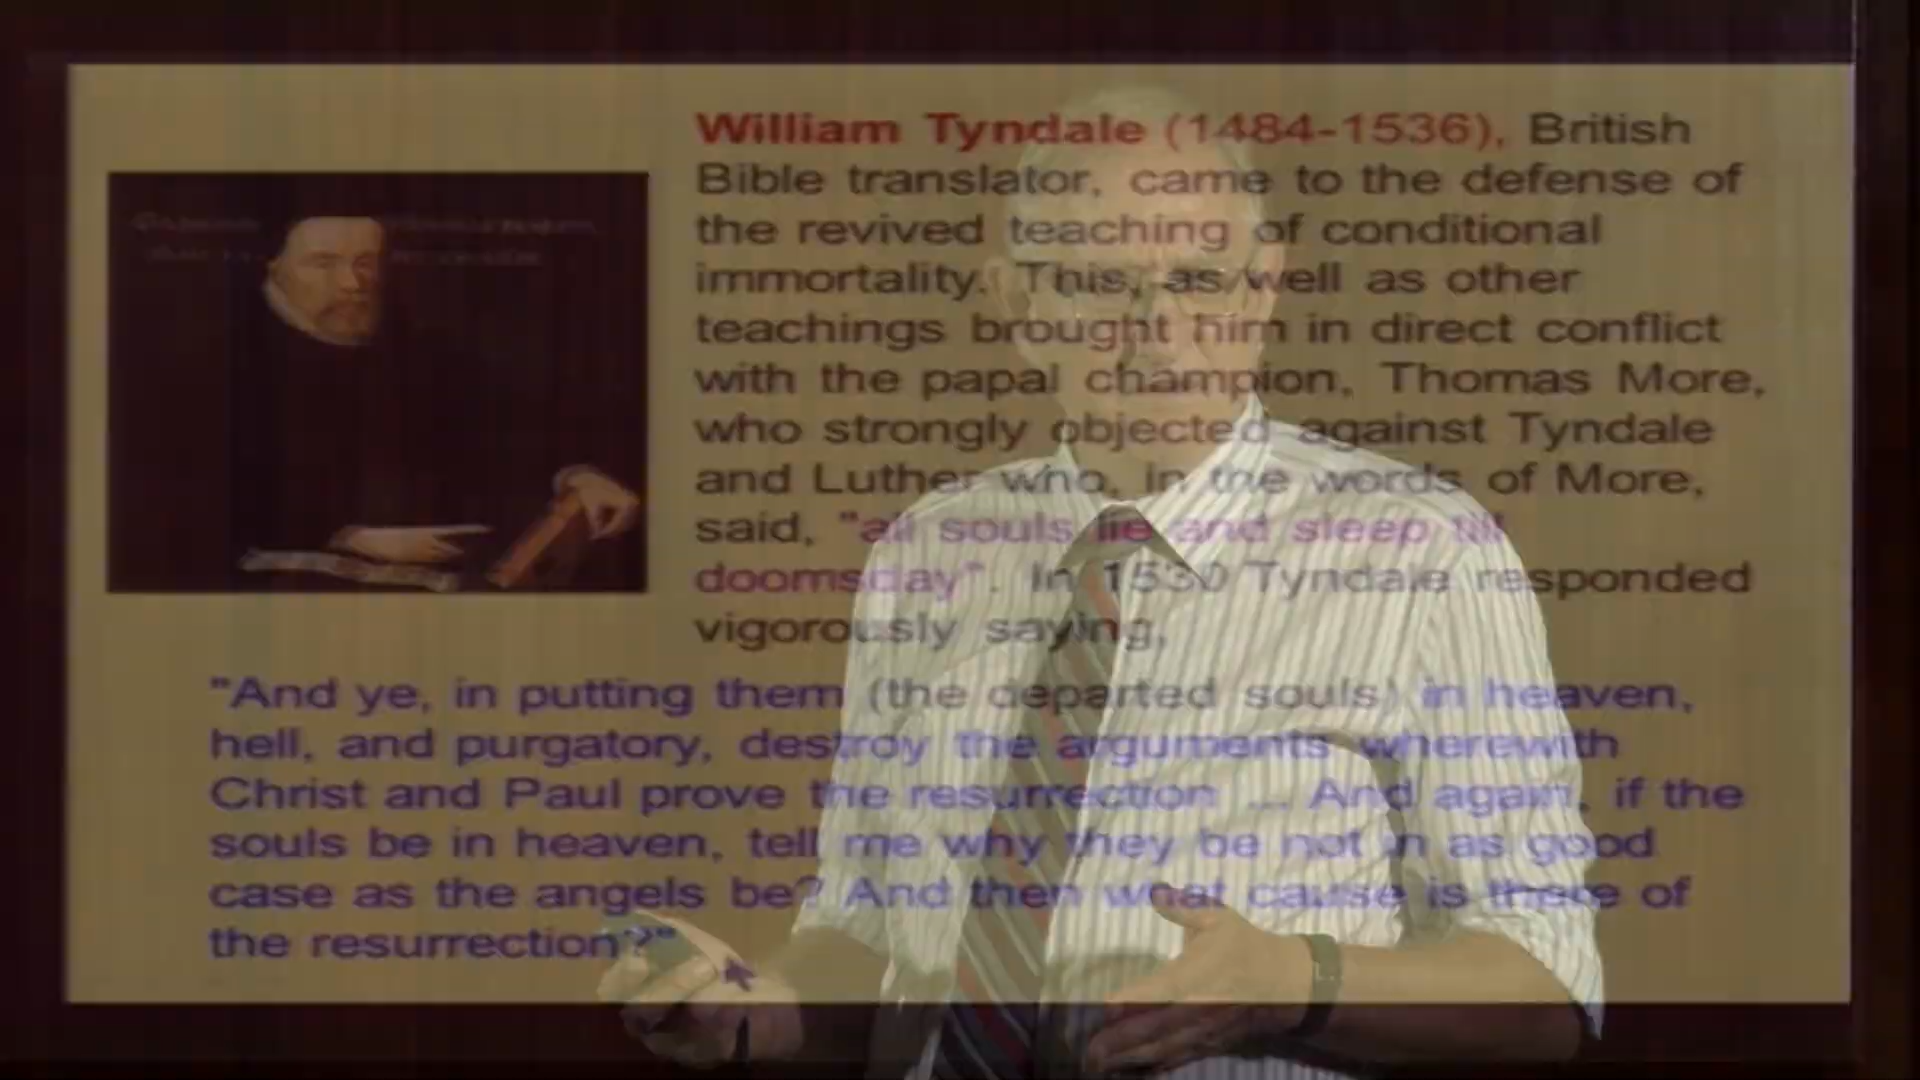 William Tyndale (1484-1536), British
Bible translator, came to the defense of
the revived teaching of conditional
immortality. This, as well as other
teachings brought him in direct conflict
with the papal champion, Thomas More,
who strongly objected against Tyndale
and Luther who, in the words of More,
said, "all souls lie and sleep till
doomsday". In 1530 Tyndale responded
vigorously saying,
"And ye, in putting them (the departed souls) in heaven,
hell, and purgatory, destroy the arguments wherewith
Christ and Paul prove the resurrection ... And again, if the
souls be in heaven, tell me why they be not in as good
case as the angels be? And then what cause is there of
the resurrection?"